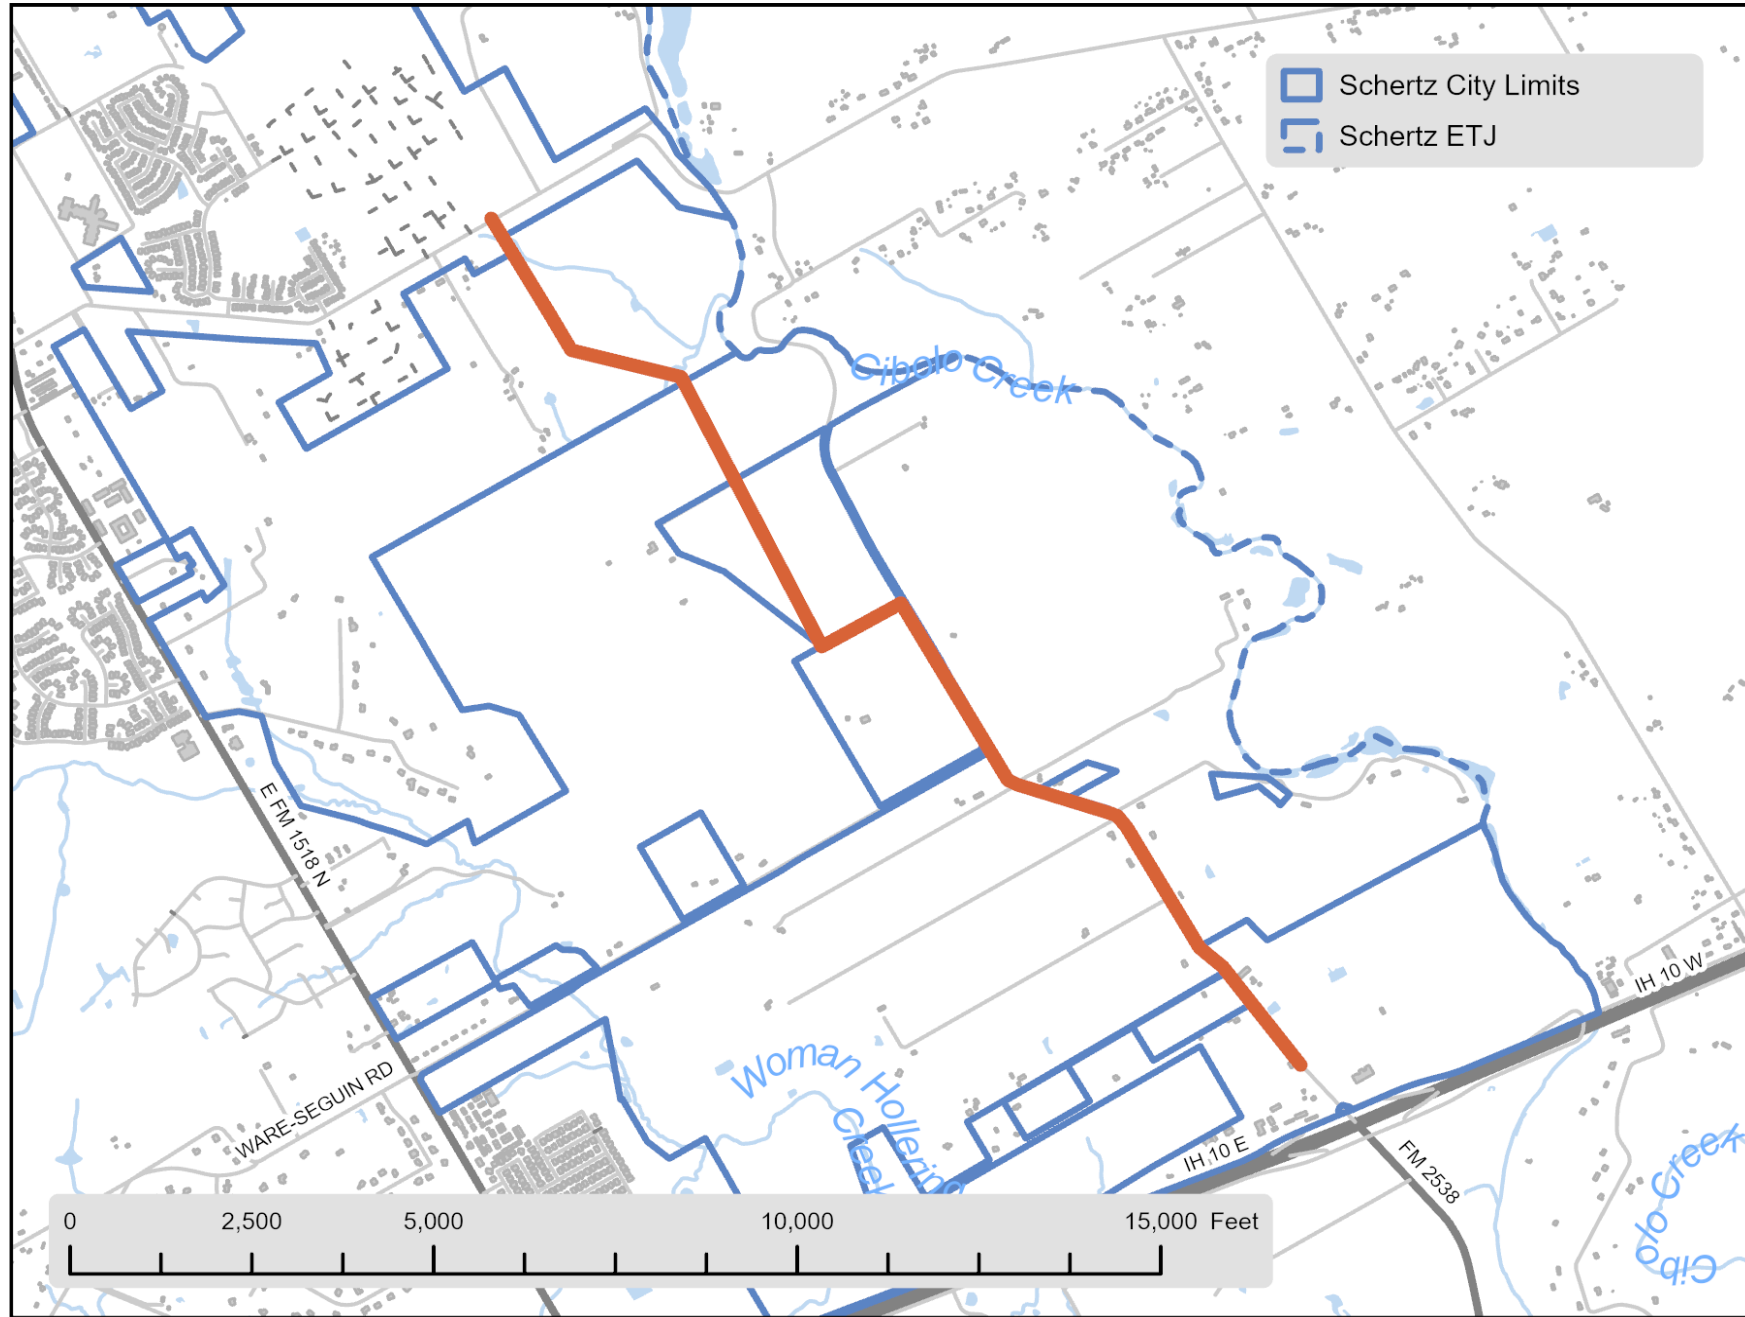 Schertz City Limits
Schertz ETJ
Cibolo Creek
E FM 1518 N
IH 10 W
WARE-SEGUIN RD
Woman Hollering
Creek
IH 10 E
FM 2538
Cibolo Creek
0 2,500 5,000 10,000 15,000 Feet